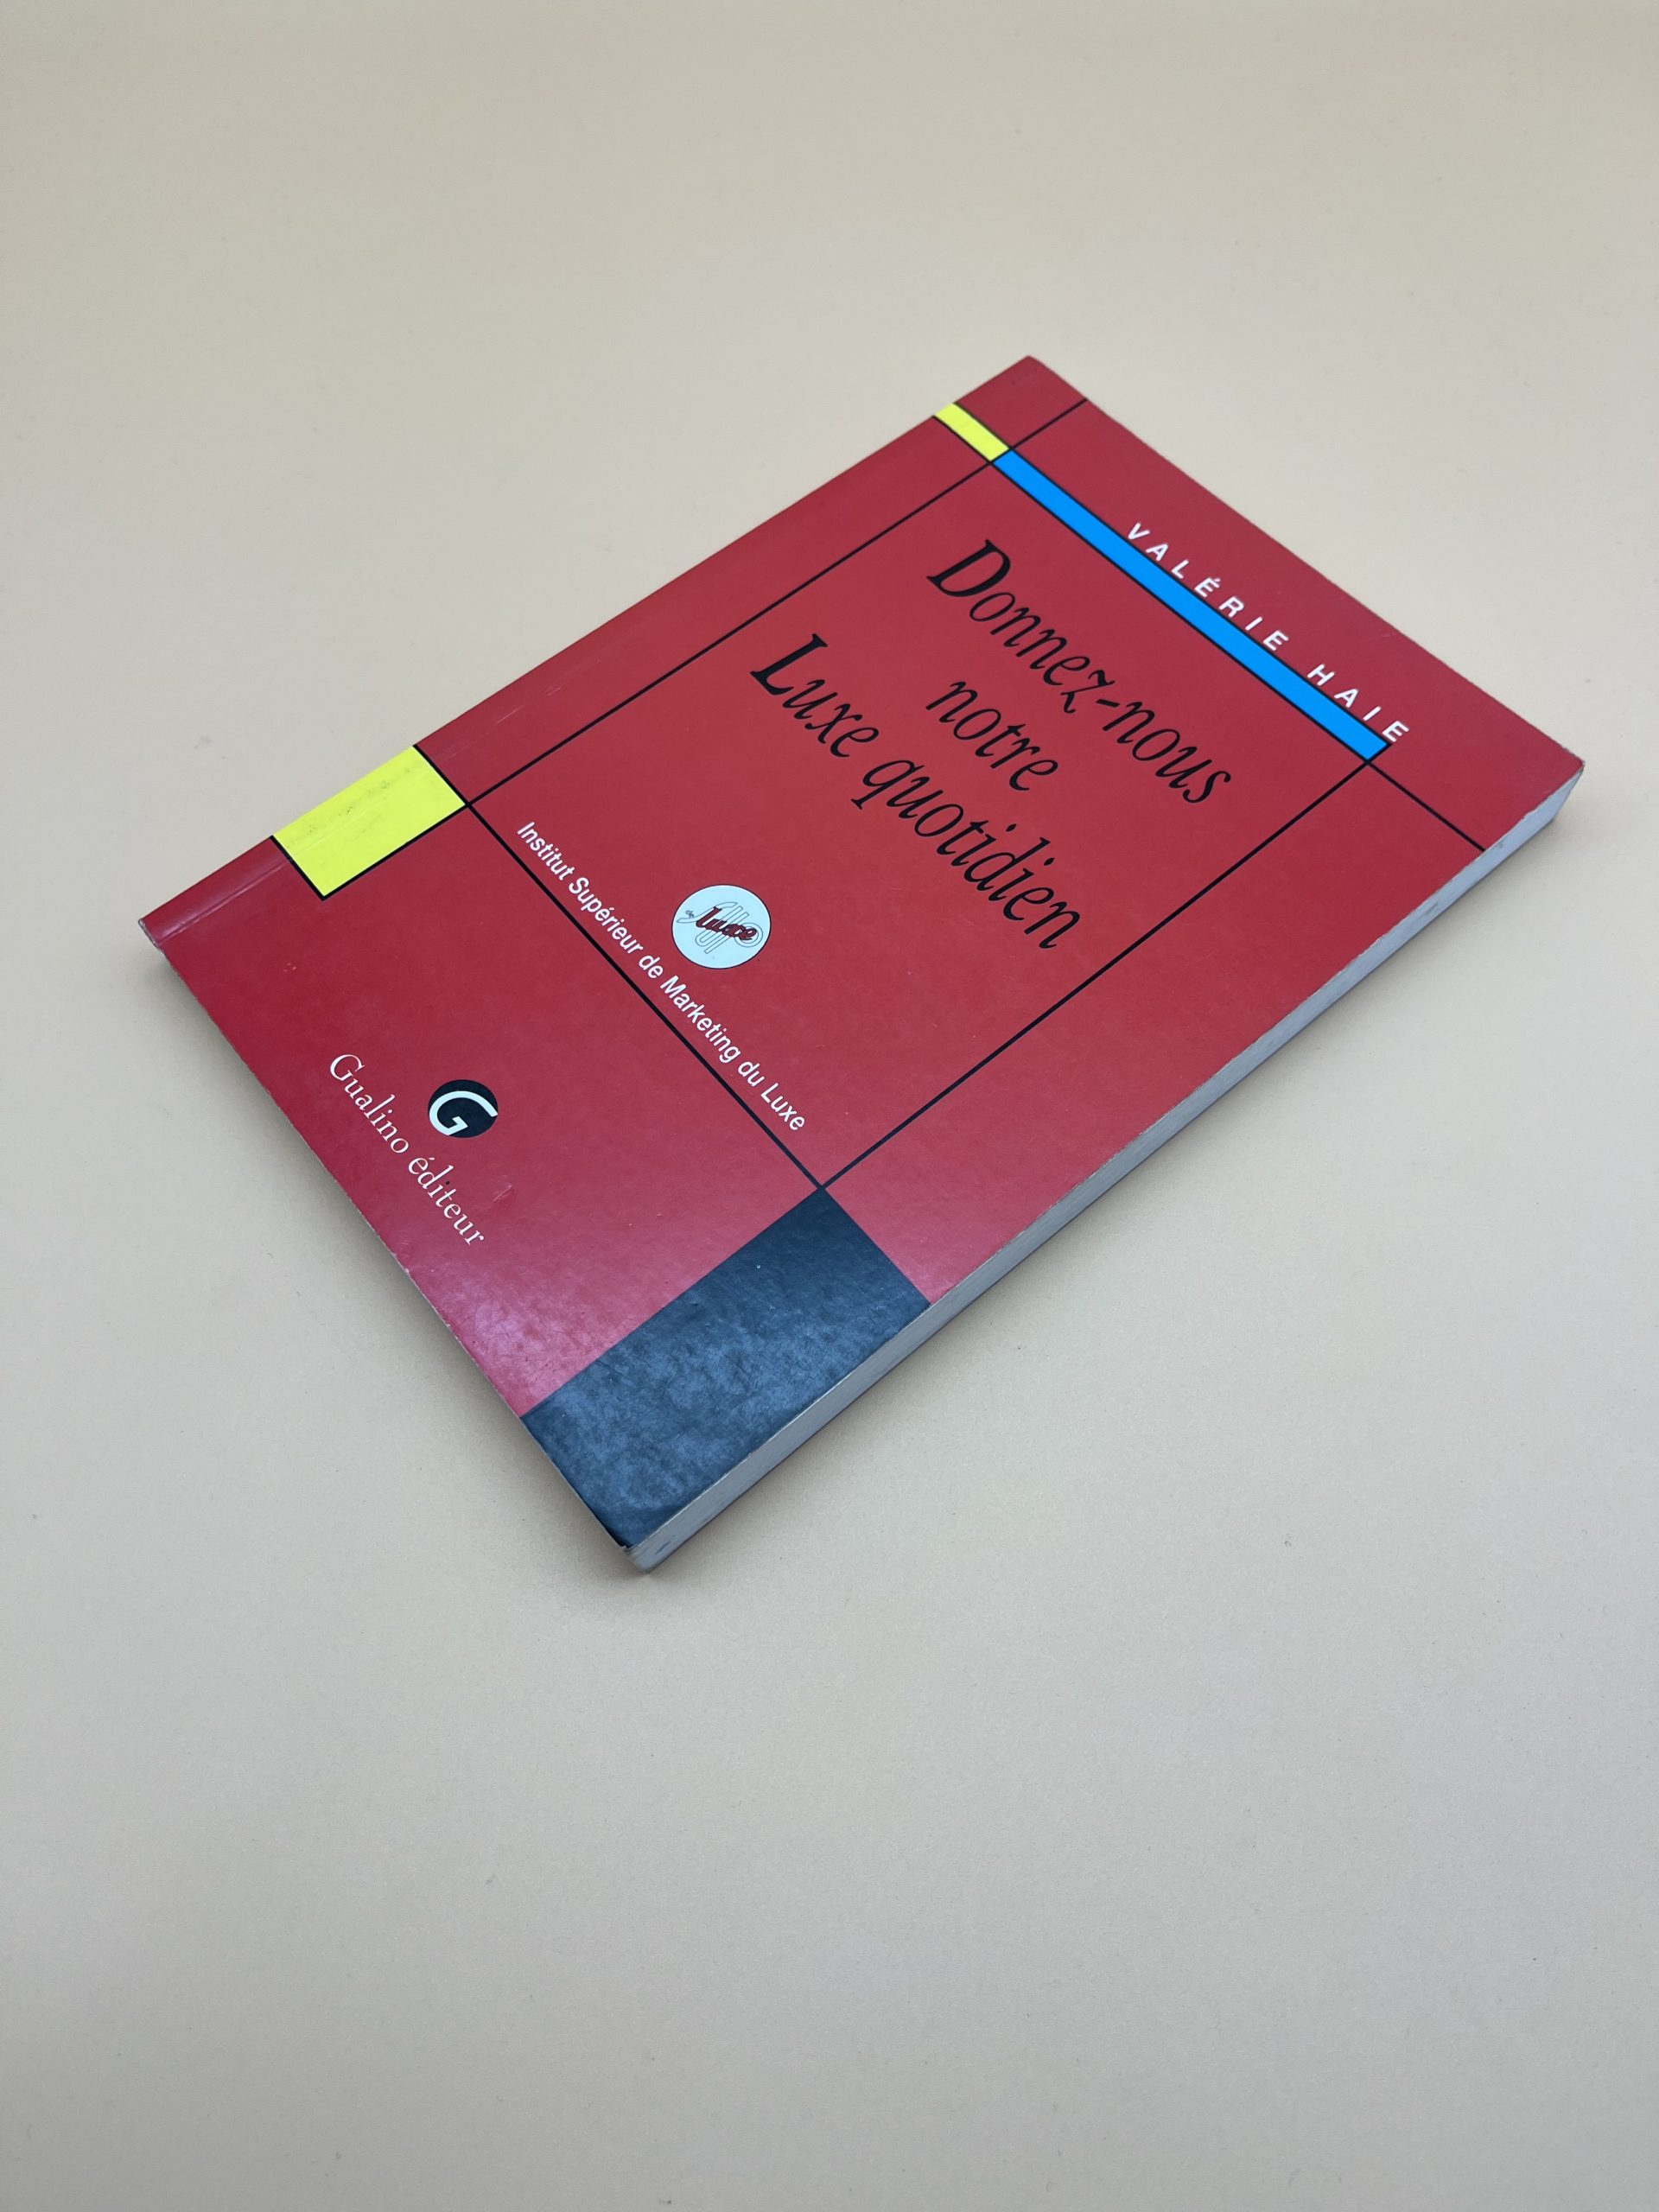 VALÉRIE HAIE
Donnez-nous
notre
Luxe quotidien
Luxe
Institut Supérieur de Marketing du Luxe
G
Gualino éditeur